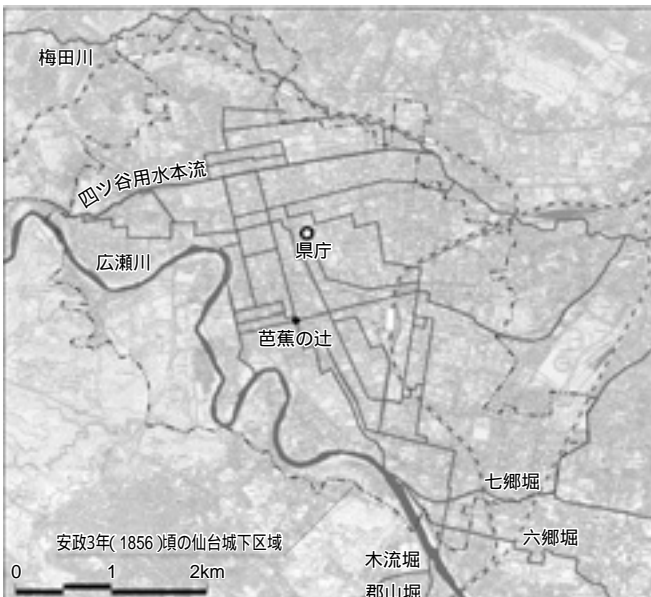 梅田川
四ツ谷用水本流
県庁
広瀬川
芭蕉の辻
七郷堀
六郷堀
安政3年(1856)頃の仙台城下区域
木流堀
0 1 2km
郡山堀